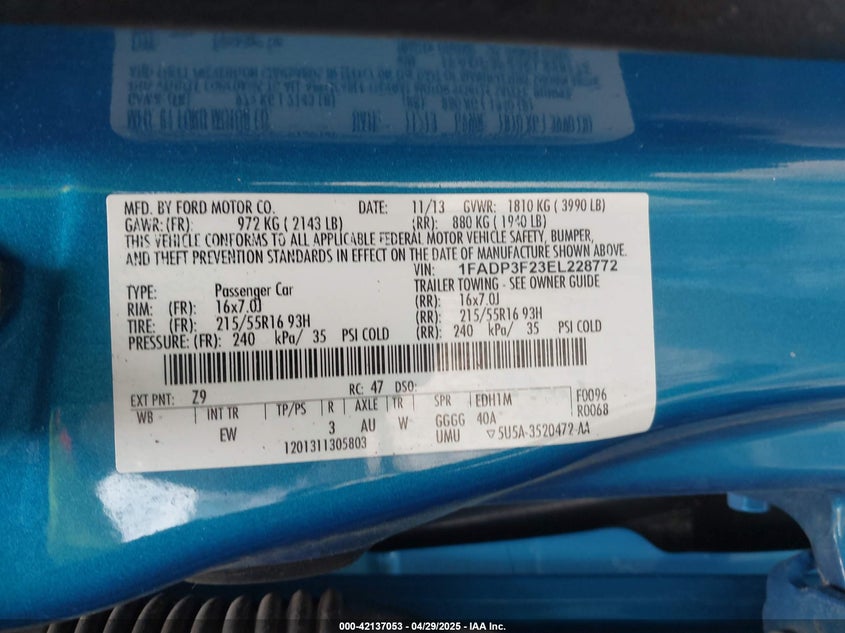 MFD. BY FORD MOTOR CO. DATE: 11/13 GVWR: 1810 KG ( 3990 LB)
GAWR: (FR): 972 KG ( 2143 LB) (RR): 880 KG ( 1940 LB)
THIS VEHICLE CONFORMS TO ALL APPLICABLE FEDERAL MOTOR VEHICLE SAFETY, BUMPER,
AND THEFT PREVENTION STANDARDS IN EFFECT ON THE DATE OF MANUFACTURE SHOWN ABOVE.
VIN: 1FADP3F23EL228772
TYPE: Passenger Car TRAILER TOWING - SEE OWNER GUIDE
RIM: (FR): 16x7.0J (RR): 16x7.0J
TIRE: (FR): 215/55R16 93H (RR): 215/55R16 93H
PRESSURE: (FR): 240 kPa/ 35 PSI COLD (RR): 240 kPa/ 35 PSI COLD
EXT PNT: Z9 RC: 47 DSO: F0096
WB INT TR TP/PS R AXLE TR SPR EDH1M R0068
EW 3 AU W GGGG 40A
1201311305803 UMU ▽5U5A-3520472-AA
000-42137053 - 04/29/2025 - IAA Inc.